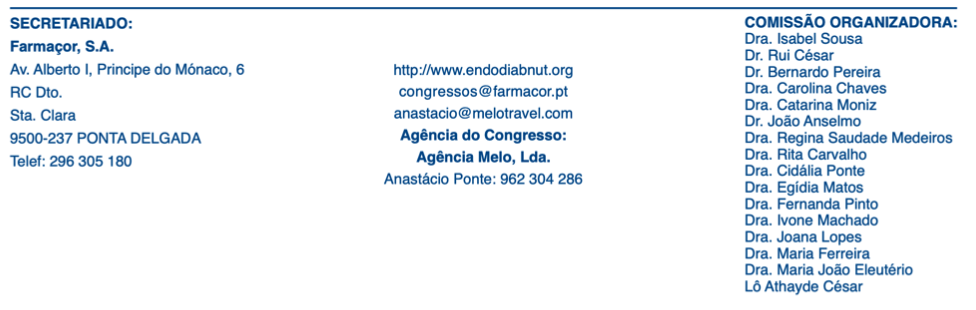 SECRETARIADO:
Farmaçor, S.A.
Av. Alberto I, Principe do Mónaco, 6
RC Dto.
Sta. Clara
9500-237 PONTA DELGADA
Telef: 296 305 180
http://www.endodiabnut.org
congressos@farmacor.pt
anastacio@melotravel.com
Agência do Congresso:
Agência Melo, Lda.
Anastácio Ponte: 962 304 286
COMISSÃO ORGANIZADORA:
Dra. Isabel Sousa
Dr. Rui César
Dr. Bernardo Pereira
Dra. Carolina Chaves
Dra. Catarina Moniz
Dr. João Anselmo
Dra. Regina Saudade Medeiros
Dra. Rita Carvalho
Dra. Cidália Ponte
Dra. Egídia Matos
Dra. Fernanda Pinto
Dra. Ivone Machado
Dra. Joana Lopes
Dra. Maria Ferreira
Dra. Maria João Eleutério
Lô Athayde César